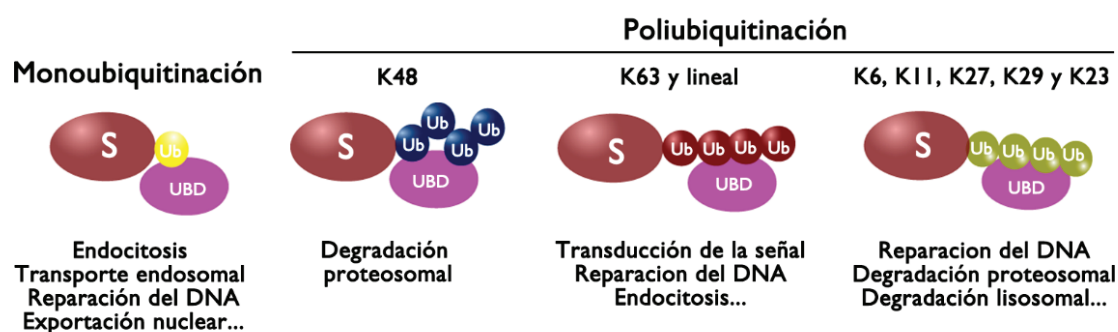 Poliubiquitinación
Monoubiquitinación
K48
K63 y lineal
K6, K11, K27, K29 y K23
S
Ub
UBD
S
Ub
Ub
Ub
Ub
UBD
S
Ub
Ub
Ub
Ub
UBD
S
Ub
Ub
Ub
Ub
UBD
Endocitosis
Transporte endosomal
Reparación del DNA
Exportación nuclear...
Degradación
proteosomal
Transducción de la señal
Reparacion del DNA
Endocitosis...
Reparacion del DNA
Degradación proteosomal
Degradación lisosomal...